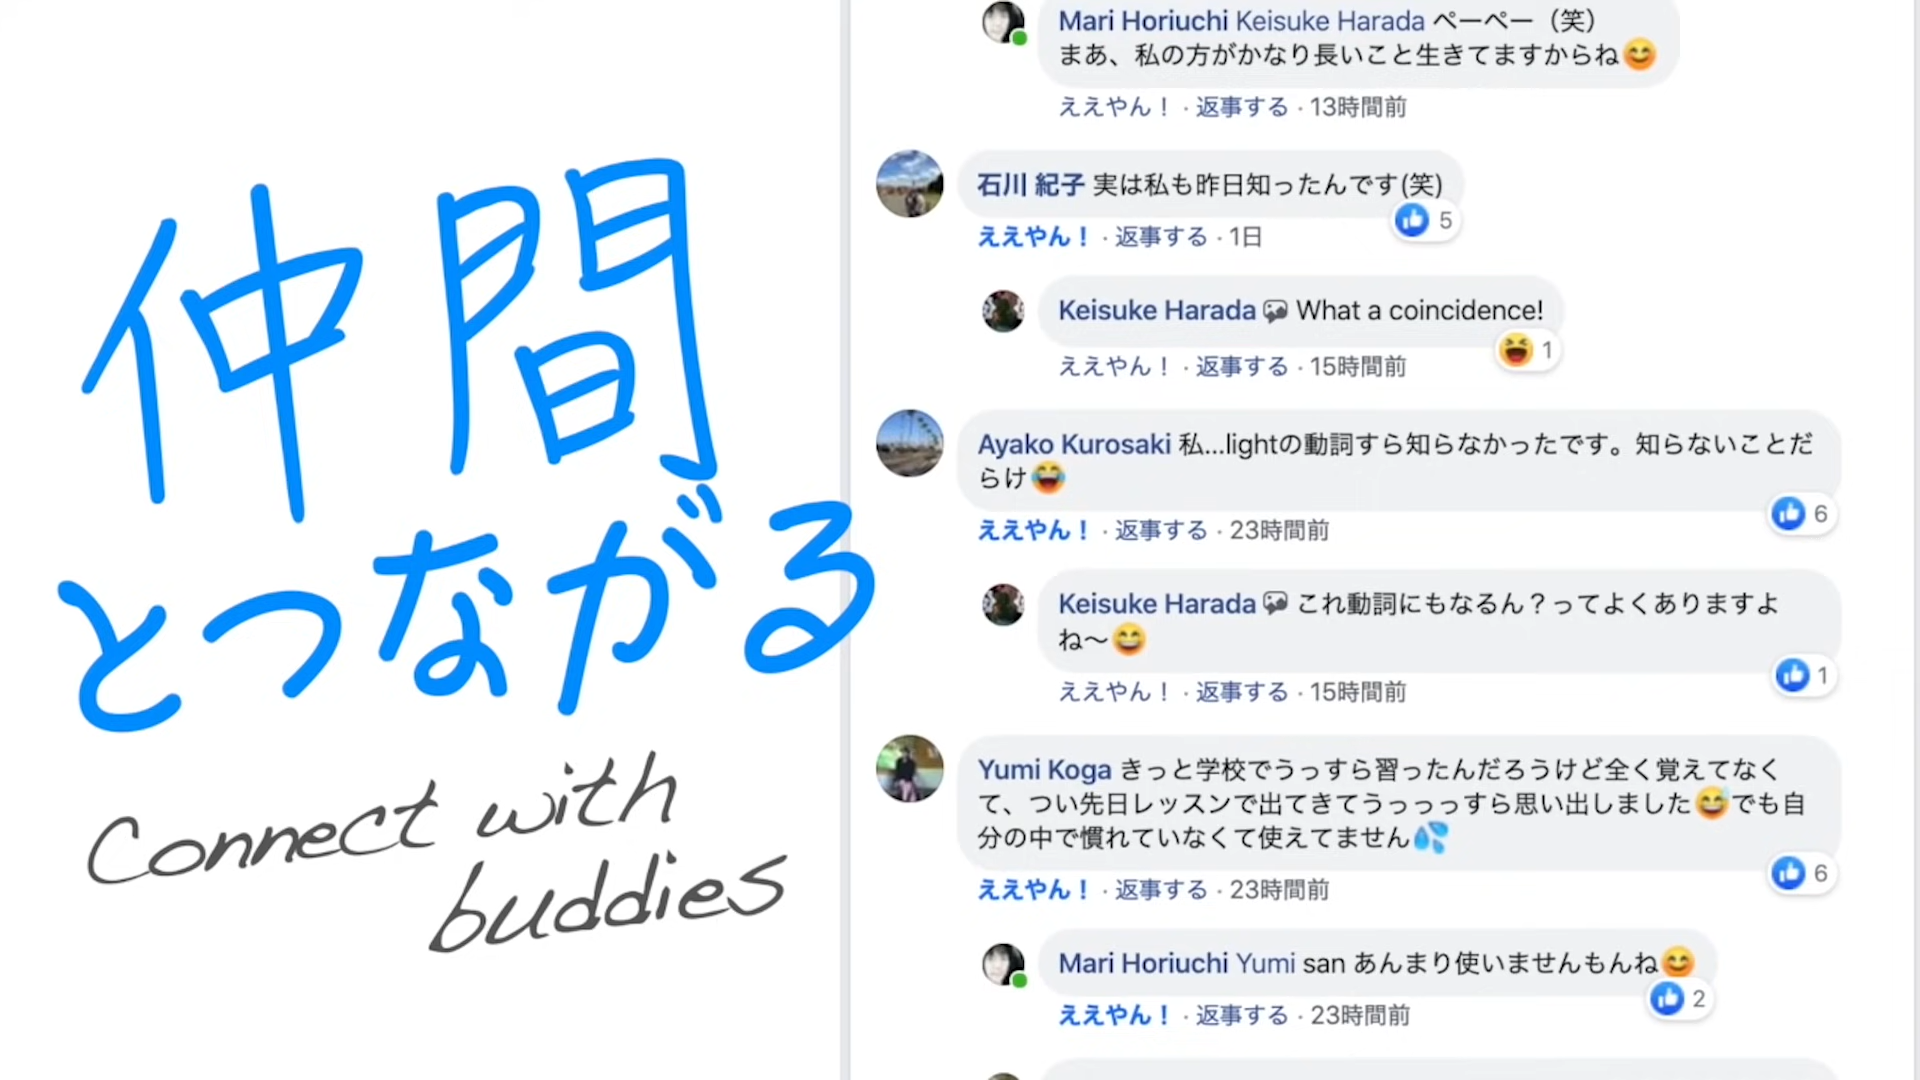 仲間
とつながる
Connect with
buddies
Mari Horiuchi Keisuke Harada ペーペー（笑）
まあ、私の方がかなり長いこと生きてますからね😊
ええやん！ · 返事する · 13時間前
石川 紀子 実は私も昨日知ったんです(笑)
5
ええやん！ · 返事する · 1日
Keisuke Harada What a coincidence!
1
ええやん！ · 返事する · 15時間前
Ayako Kurosaki 私...lightの動詞すら知らなかったです。知らないことだ
らけ😂
6
ええやん！ · 返事する · 23時間前
Keisuke Harada これ動詞にもなるん？ってよくありますよ
ね〜😄
1
ええやん！ · 返事する · 15時間前
Yumi Koga きっと学校でうっすら習ったんだろうけど全く覚えてなく
て、つい先日レッスンで出てきてうっっっすら思い出しました😅でも自
分の中で慣れていなくて使えてません💦
6
ええやん！ · 返事する · 23時間前
Mari Horiuchi Yumi san あんまり使いませんもんね😊
2
ええやん！ · 返事する · 23時間前